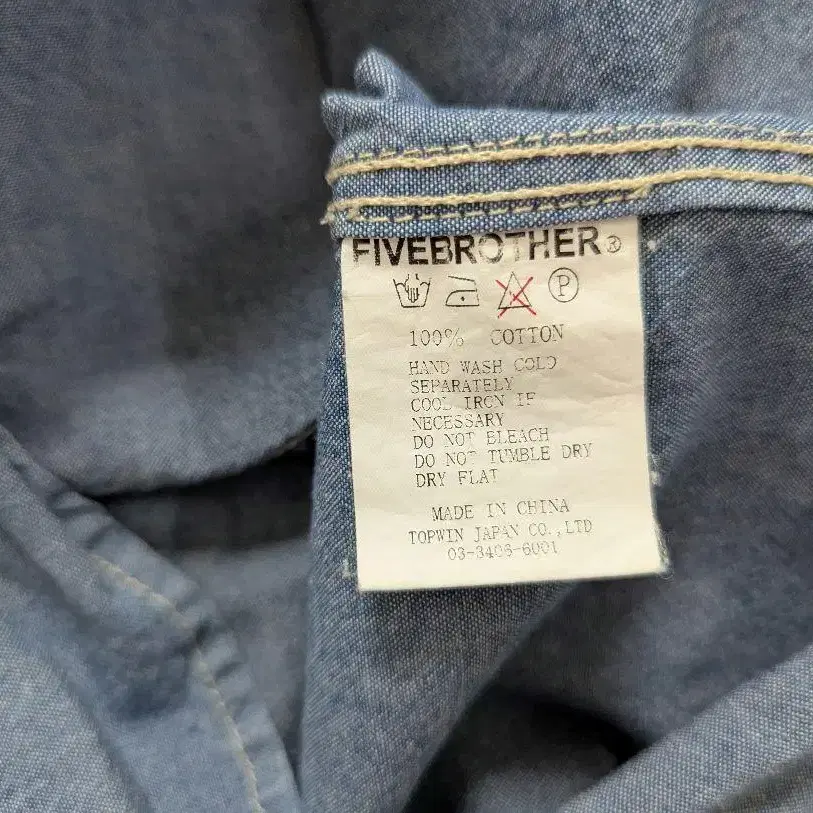 FIVEBROTHER®
P
100% COTTON
HAND WASH COLD
SEPARATELY
COOL IRON IF
NECESSARY
DO NOT BLEACH
DO NOT TUMBLE DRY
DRY FLAT
MADE IN CHINA
TOPWIN JAPAN CO.,LTD
03-3406-6001